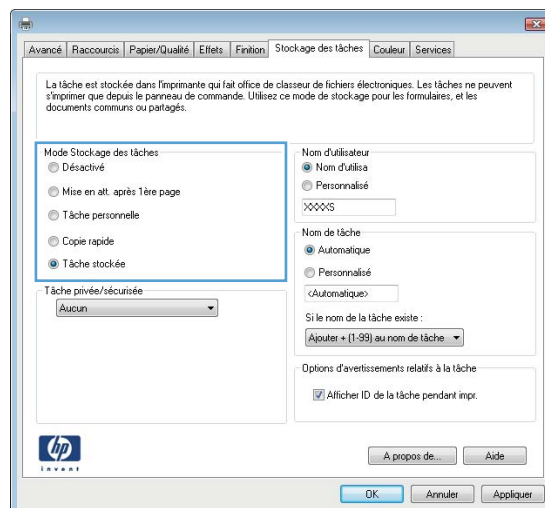 Avancé Raccourcis Papier/Qualité Effets Finition Stockage des tâches Couleur Services
La tâche est stockée dans l'imprimante qui fait office de classeur de fichiers électroniques. Les tâches ne peuvent
s'imprimer que depuis le panneau de commande. Utilisez ce mode de stockage pour les formulaires, et les
documents communs ou partagés.
Mode Stockage des tâches
Désactivé
Mise en att. après 1ère page
Tâche personnelle
Copie rapide
Tâche stockée
Tâche privée/sécurisée
Aucun
Nom d'utilisateur
Nom d'utilisa
Personnalisé
XXXXS
Nom de tâche
Automatique
Personnalisé
<Automatique>
Si le nom de la tâche existe :
Ajouter + (1-99) au nom de tâche
Options d'avertissements relatifs à la tâche
Afficher ID de la tâche pendant impr.
hp
invent
A propos de... Aide
OK Annuler Appliquer